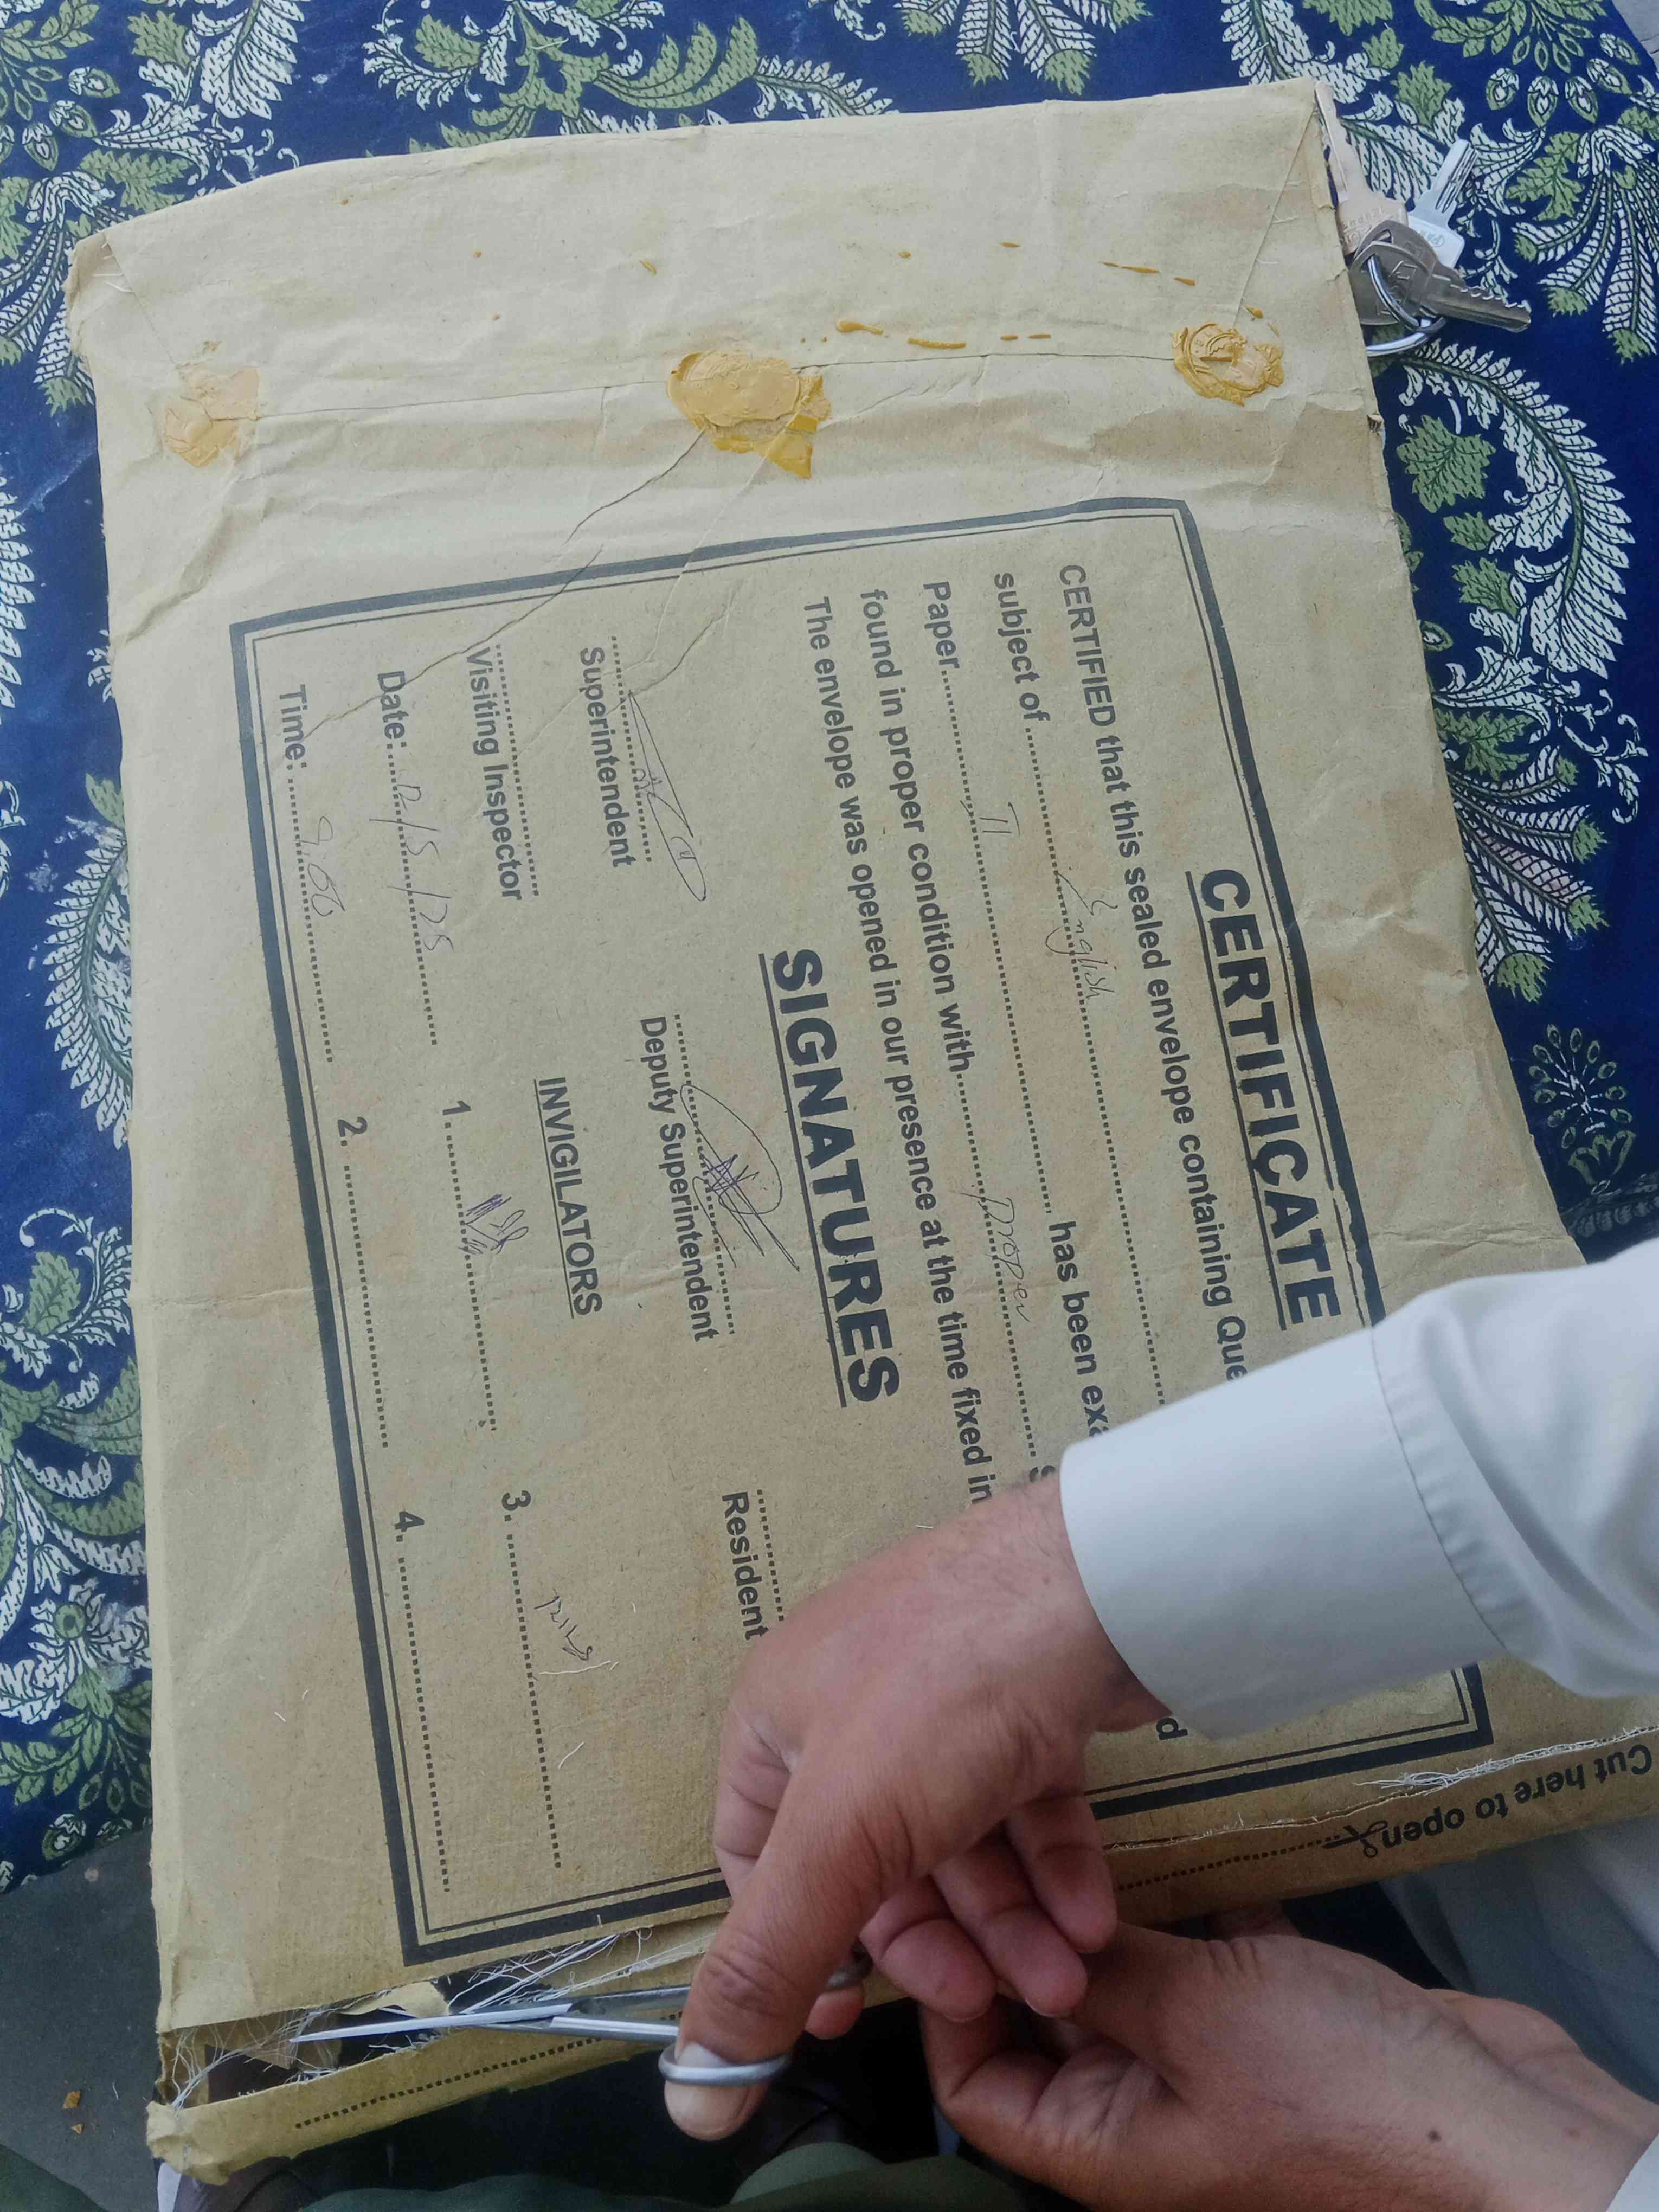 CERTIFICATE
CERTIFIED that this sealed envelope containing Que
subject of English d
Paper II has been exa
found in proper condition with proper S
The envelope was opened in our presence at the time fixed in
SIGNATURES
Superintendent Deputy Superintendent Resident
Visiting Inspector
INVIGILATORS
Date: /5/25 1. 3.
Time: 9:00 2. 4.
Cut here to open